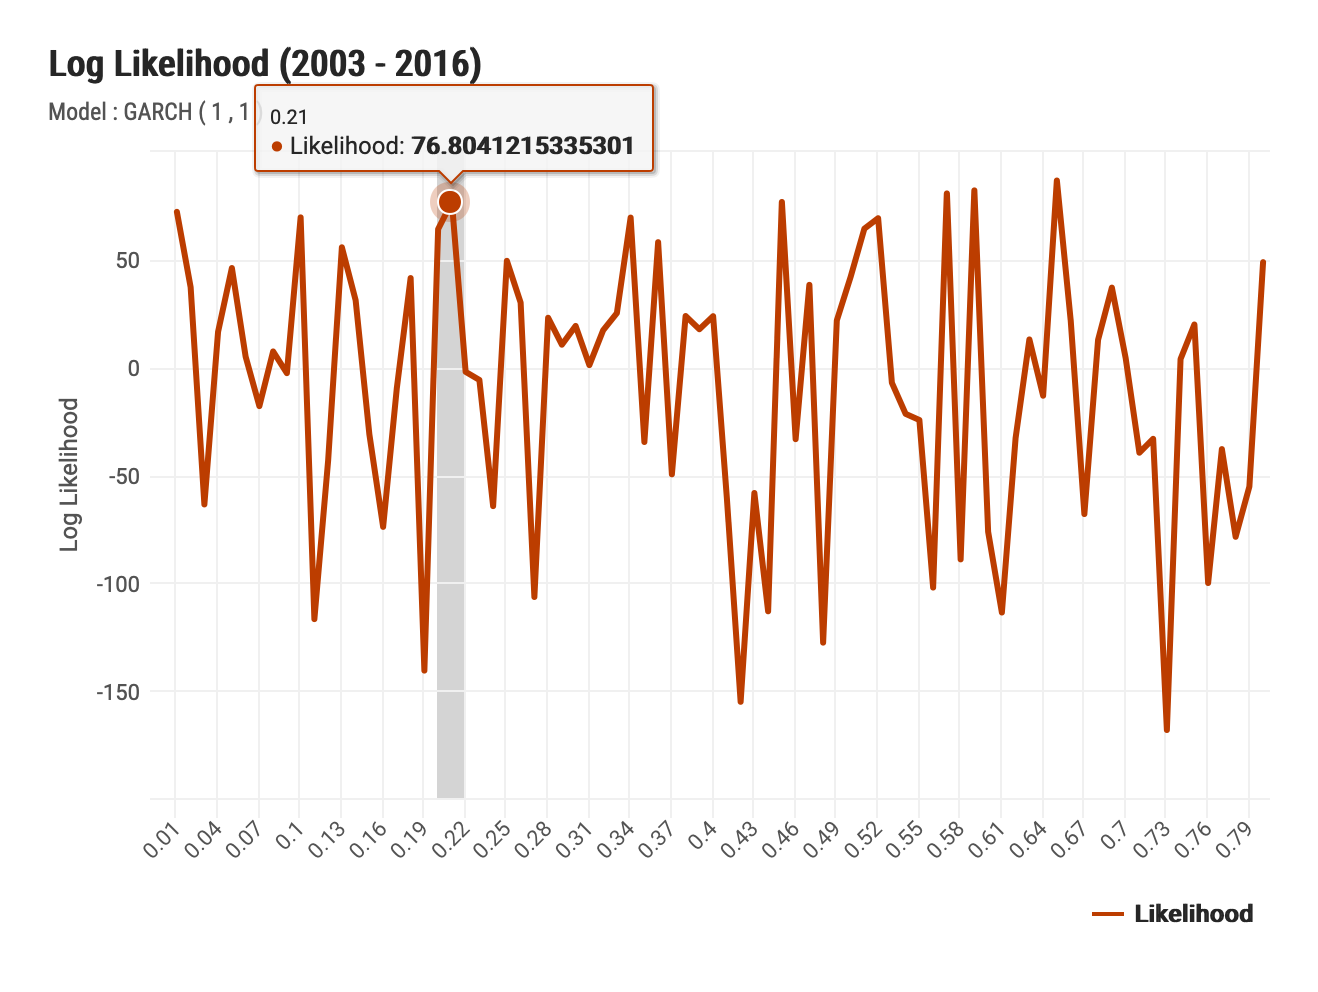 Log Likelihood (2003 - 2016)
Model : GARCH ( 1 , 1 )
0.21
● Likelihood: 76.8041215335301
50
0
-50
-100
-150
Log Likelihood
0.01 0.04 0.07 0.1 0.13 0.16 0.19 0.22 0.25 0.28 0.31 0.34 0.37 0.4 0.43 0.46 0.49 0.52 0.55 0.58 0.61 0.64 0.67 0.7 0.73 0.76 0.79
Likelihood